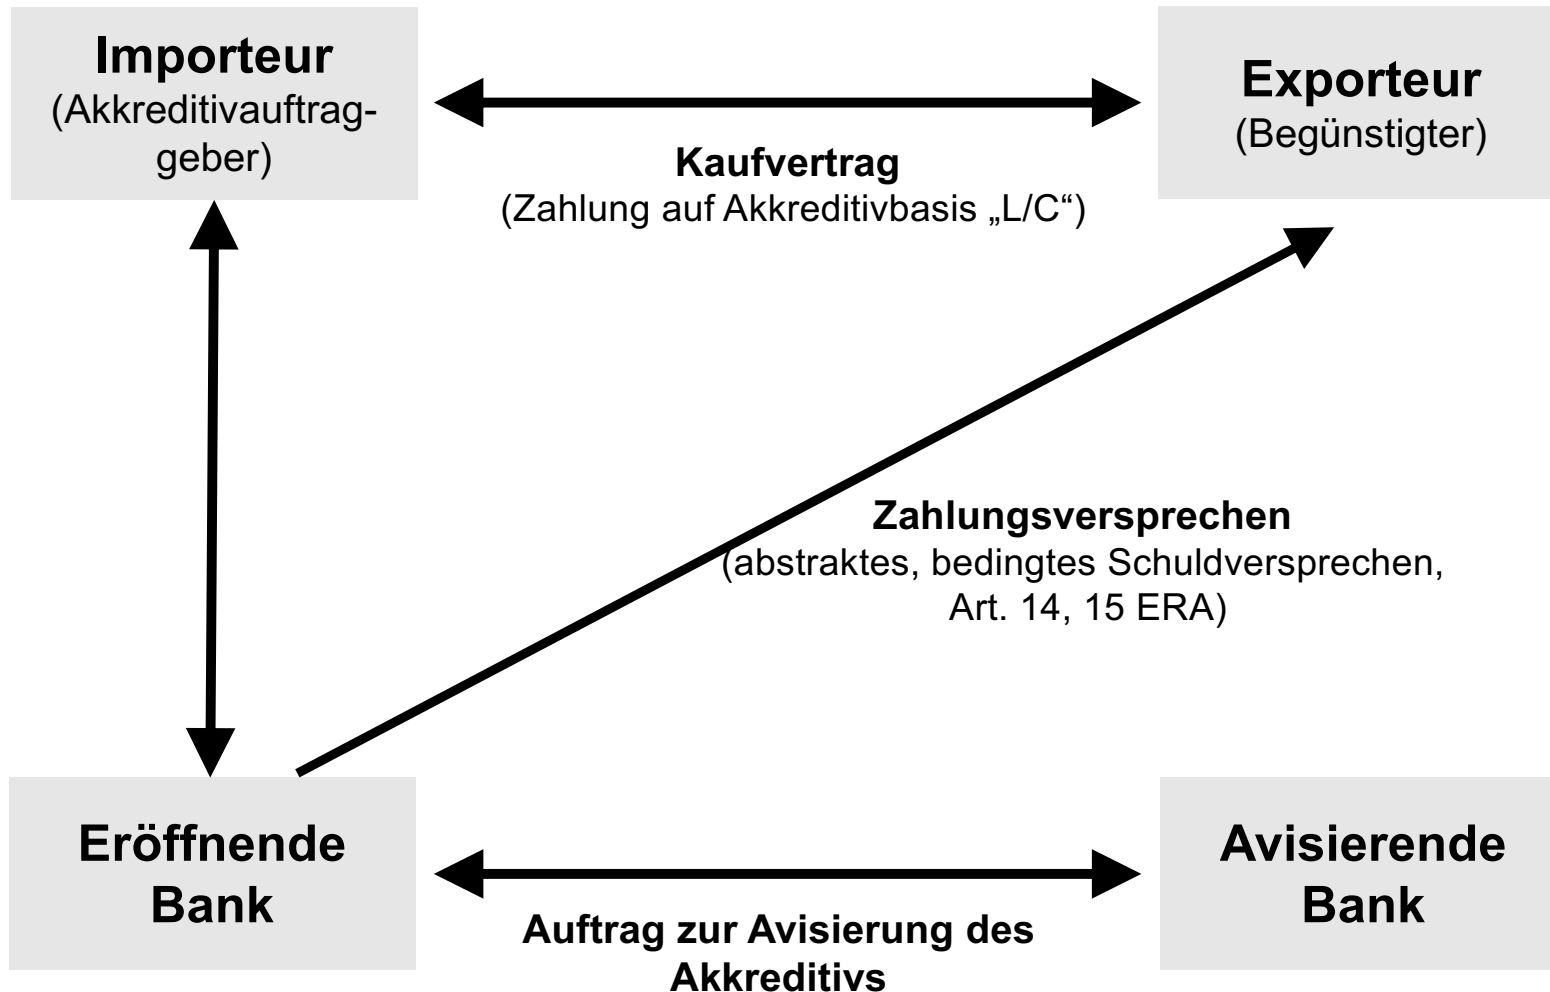 Importeur
(Akkreditivauftrag-
geber)
Exporteur
(Begünstigter)
Kaufvertrag
(Zahlung auf Akkreditivbasis „L/C“)
Zahlungsversprechen
(abstraktes, bedingtes Schuldversprechen,
Art. 14, 15 ERA)
Eröffnende
Bank
Avisierende
Bank
Auftrag zur Avisierung des
Akkreditivs